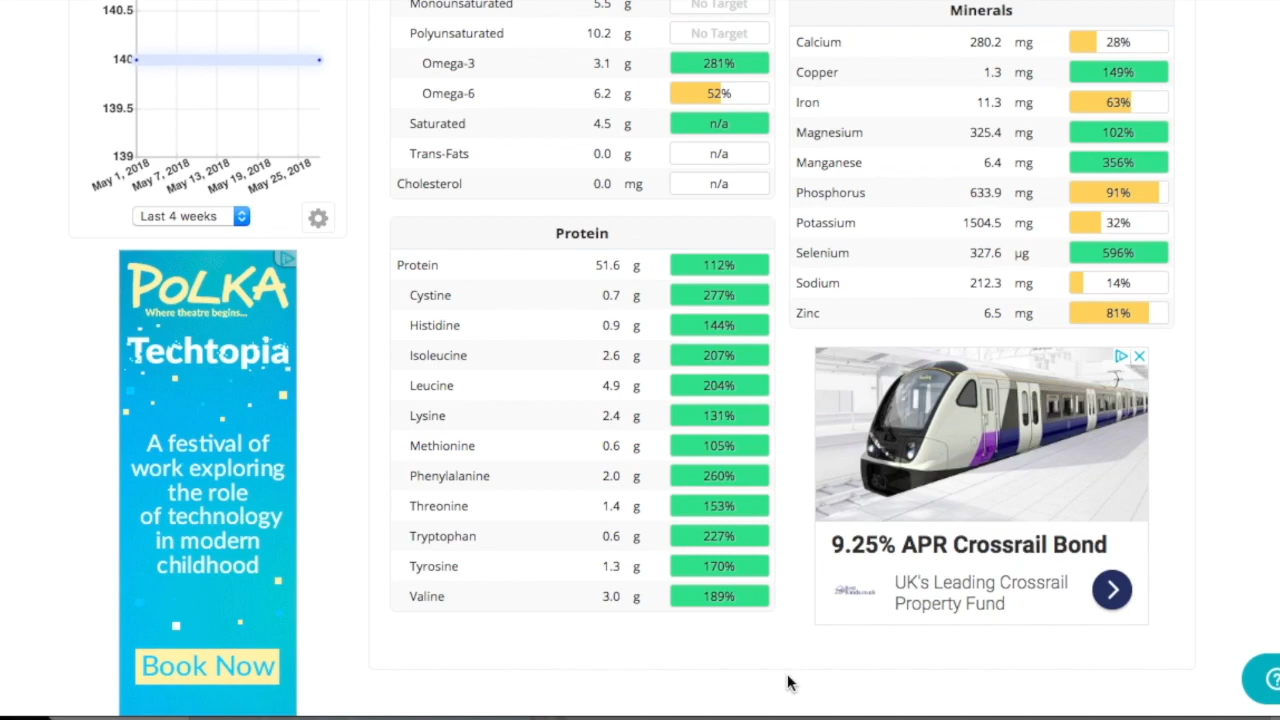 140.5
140
139.5
139
May 1, 2018
May 7, 2018
May 13, 2018
May 19, 2018
May 25, 2018
Last 4 weeks
POLKA
Where theatre begins...
Techtopia
A festival of
work exploring
the role
of technology
in modern
childhood
Book Now
Monounsaturated 5.5 g No Target
Polyunsaturated 10.2 g No Target
Omega-3 3.1 g 281%
Omega-6 6.2 g 52%
Saturated 4.5 g n/a
Trans-Fats 0.0 g n/a
Cholesterol 0.0 mg n/a
Protein
Protein 51.6 g 112%
Cystine 0.7 g 277%
Histidine 0.9 g 144%
Isoleucine 2.6 g 207%
Leucine 4.9 g 204%
Lysine 2.4 g 131%
Methionine 0.6 g 105%
Phenylalanine 2.0 g 260%
Threonine 1.4 g 153%
Tryptophan 0.6 g 227%
Tyrosine 1.3 g 170%
Valine 3.0 g 189%
Minerals
Calcium 280.2 mg 28%
Copper 1.3 mg 149%
Iron 11.3 mg 63%
Magnesium 325.4 mg 102%
Manganese 6.4 mg 356%
Phosphorus 633.9 mg 91%
Potassium 1504.5 mg 32%
Selenium 327.6 µg 596%
Sodium 212.3 mg 14%
Zinc 6.5 mg 81%
9.25% APR Crossrail Bond
UK's Leading Crossrail
Property Fund